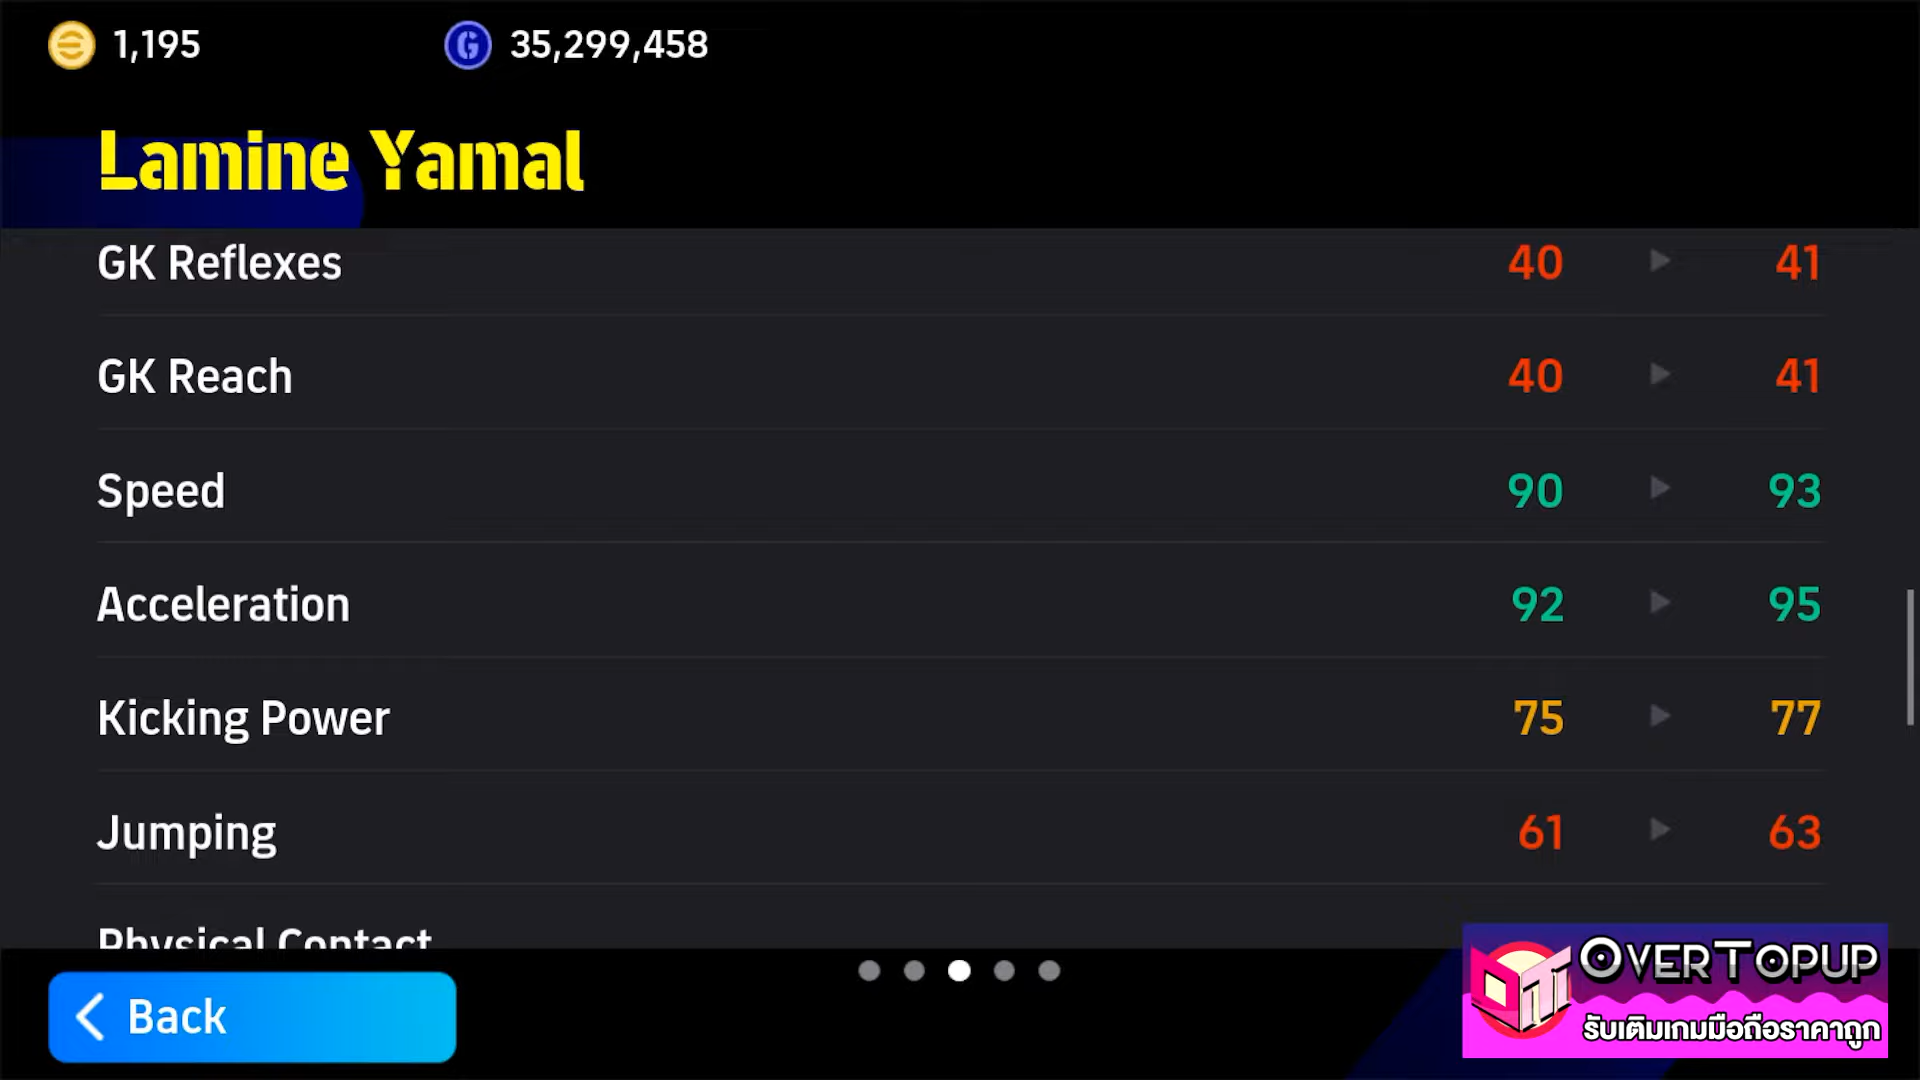 1,195
35,299,458
Lamine Yamal
GK Reflexes 40 ▶ 41
GK Reach 40 ▶ 41
Speed 90 ▶ 93
Acceleration 92 ▶ 95
Kicking Power 75 ▶ 77
Jumping 61 ▶ 63
Physical Contact
Back
OVERTOPUP
รับเติมเกมมือถือราคาถูก